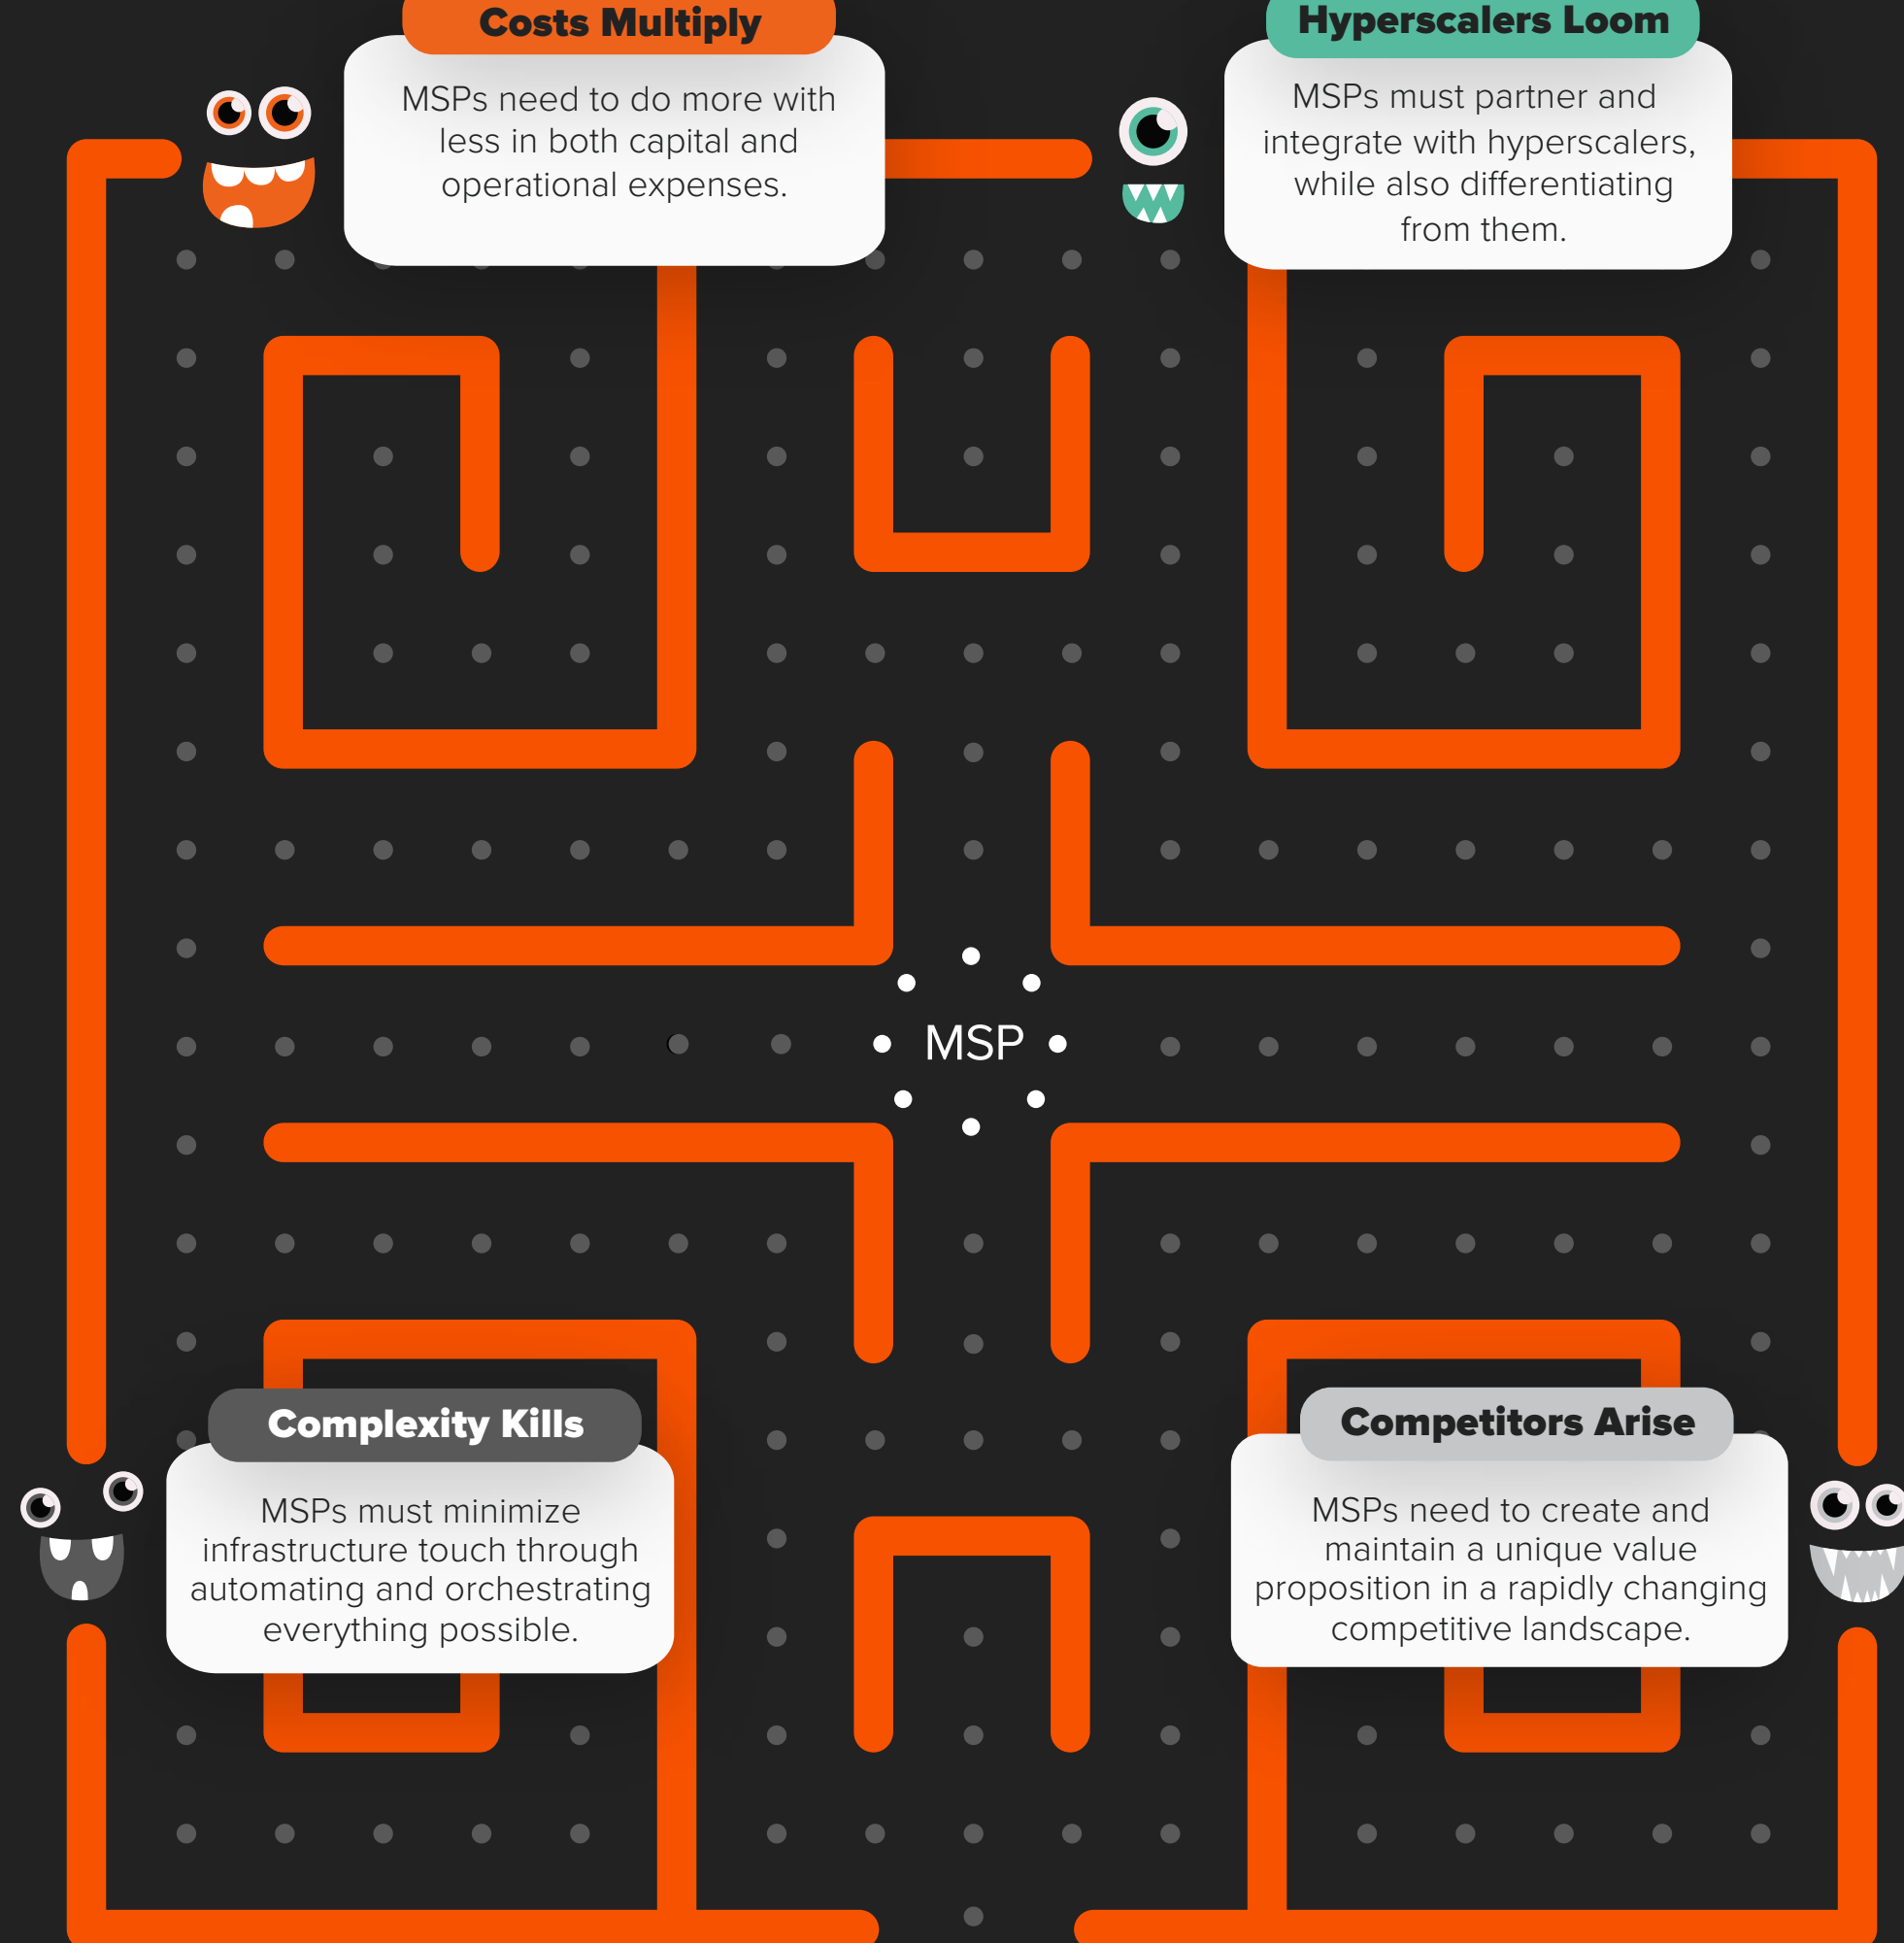 Costs Multiply
MSPs need to do more with
less in both capital and
operational expenses.
Hyperscalers Loom
MSPs must partner and
integrate with hyperscalers,
while also differentiating
from them.
MSP
Complexity Kills
MSPs must minimize
infrastructure touch through
automating and orchestrating
everything possible.
Competitors Arise
MSPs need to create and
maintain a unique value
proposition in a rapidly changing
competitive landscape.